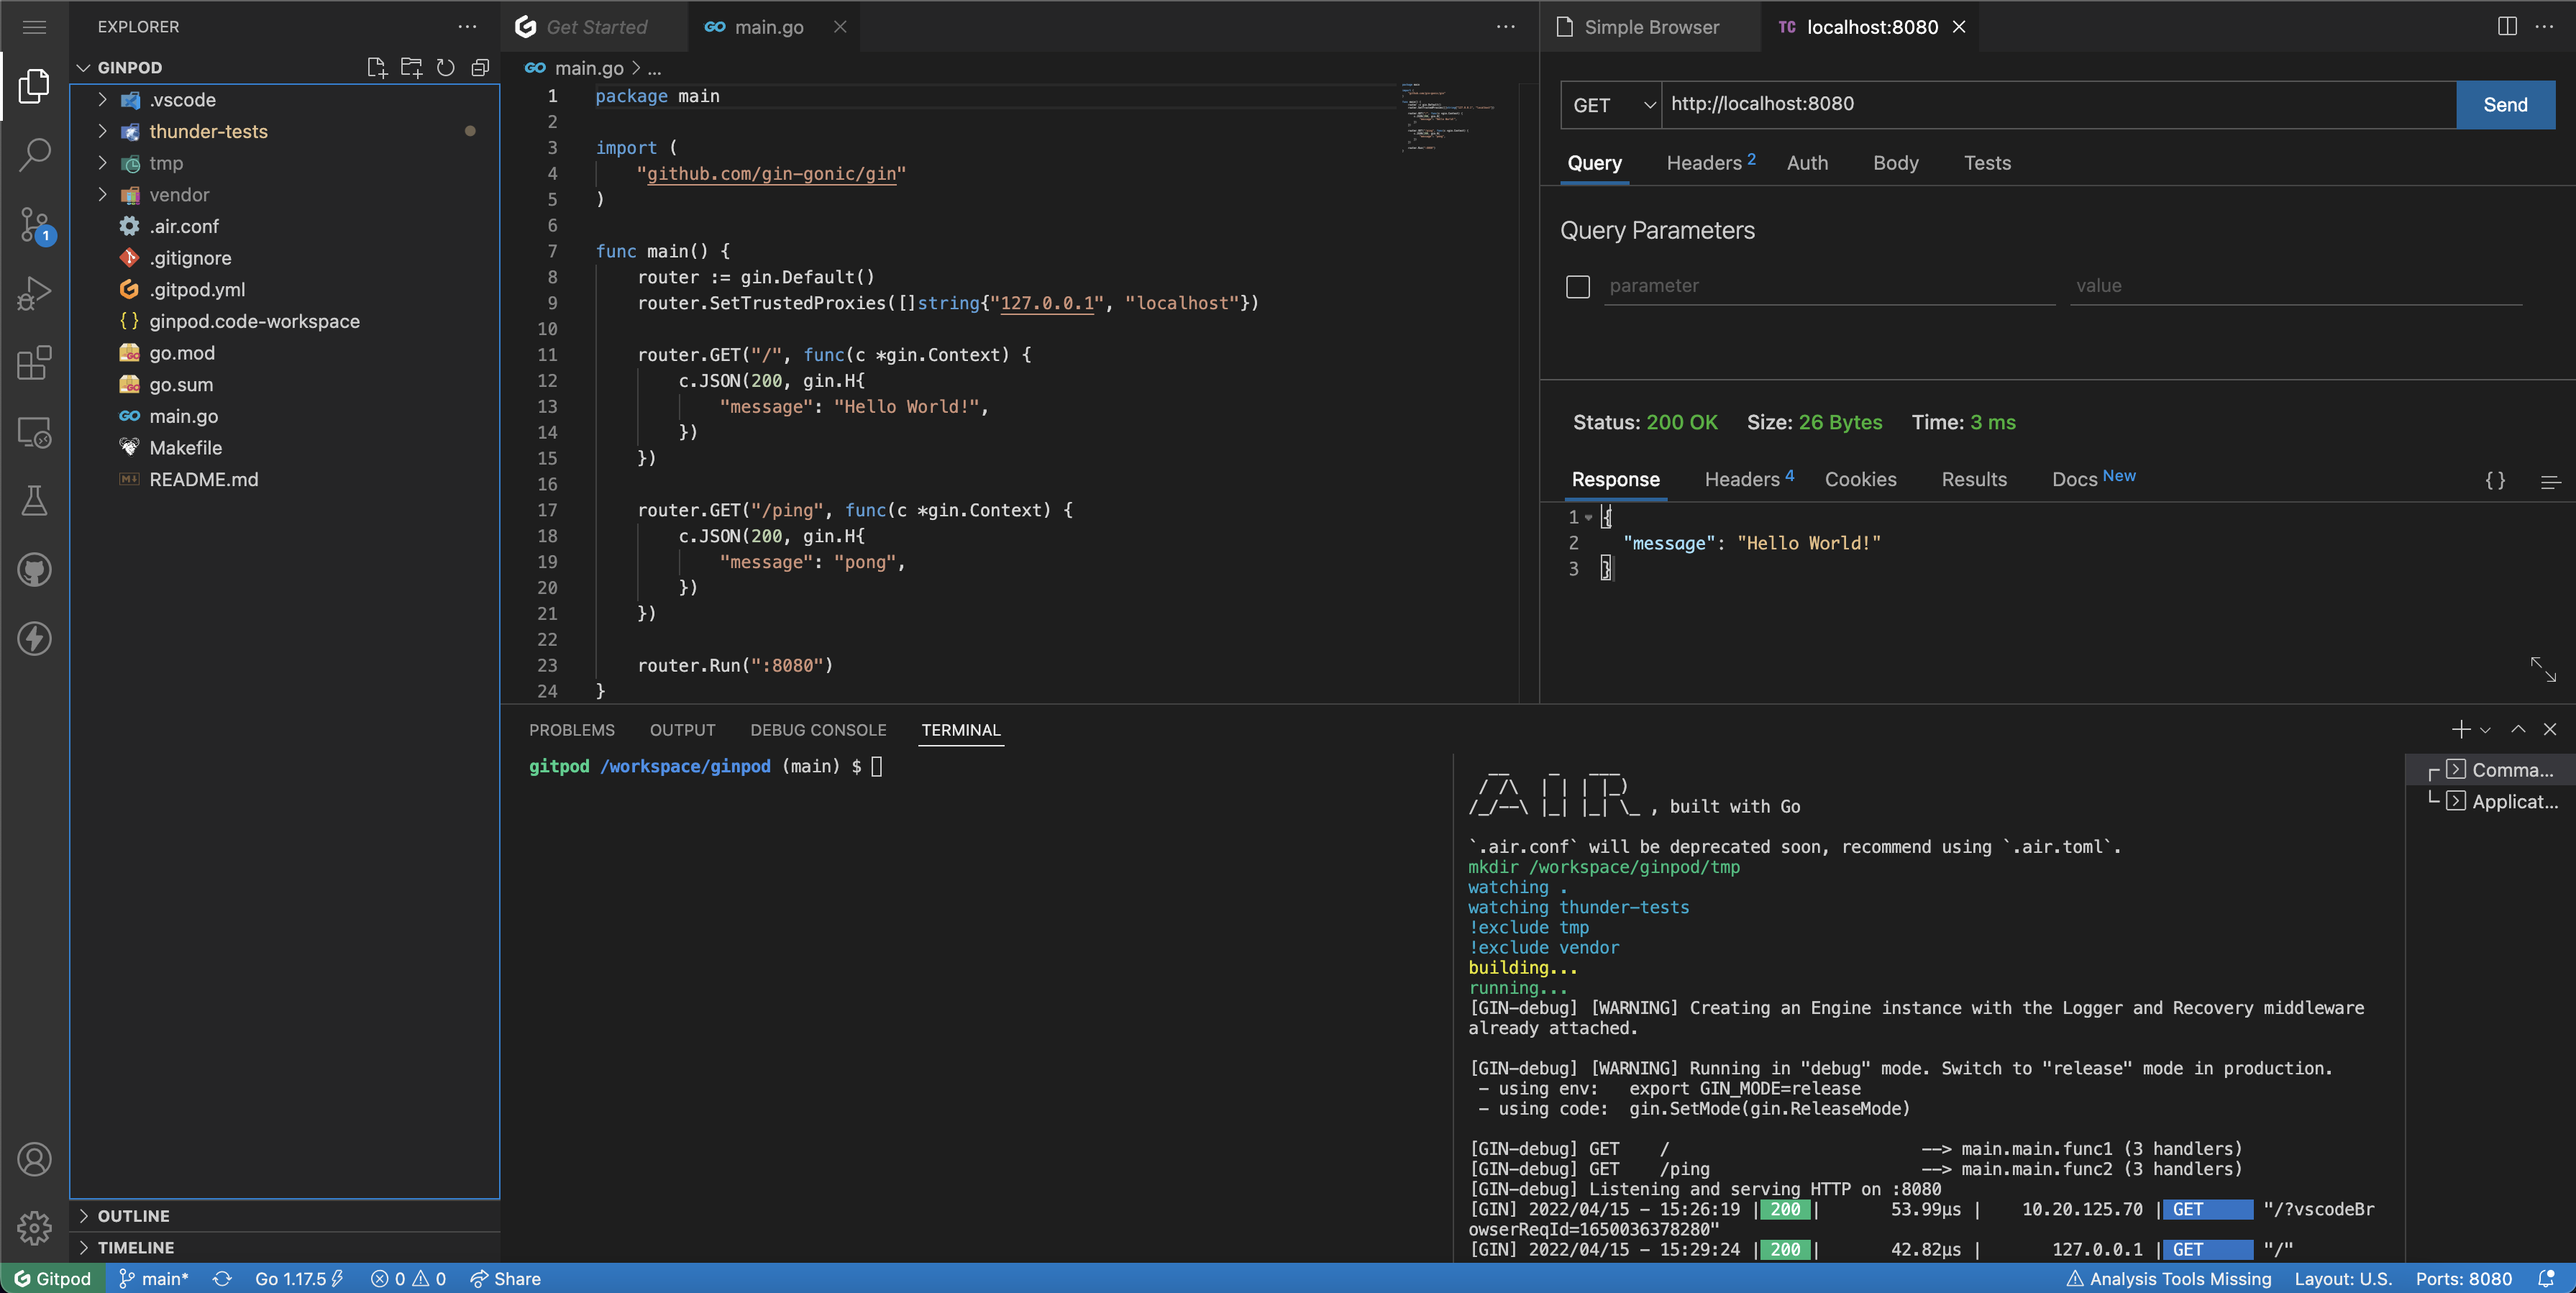 EXPLORER
GINPOD
.vscode
thunder-tests
tmp
vendor
.air.conf
.gitignore
.gitpod.yml
ginpod.code-workspace
go.mod
go.sum
main.go
Makefile
README.md
OUTLINE
TIMELINE
1
Get Started
GO main.go
GO main.go > ...
1 package main
2
3 import (
4 "github.com/gin-gonic/gin"
5 )
6
7 func main() {
8 router := gin.Default()
9 router.SetTrustedProxies([]string{"127.0.0.1", "localhost"})
10
11 router.GET("/", func(c *gin.Context) {
12 c.JSON(200, gin.H{
13 "message": "Hello World!",
14 })
15 })
16
17 router.GET("/ping", func(c *gin.Context) {
18 c.JSON(200, gin.H{
19 "message": "pong",
20 })
21 })
22
23 router.Run(":8080")
24 }
Simple Browser
TC localhost:8080
GET http://localhost:8080 Send
Query Headers 2 Auth Body Tests
Query Parameters
parameter value
Status: 200 OK Size: 26 Bytes Time: 3 ms
Response Headers 4 Cookies Results Docs New
{}
1 {
2 "message": "Hello World!"
3 }
PROBLEMS OUTPUT DEBUG CONSOLE TERMINAL
gitpod /workspace/ginpod (main) $
, built with Go
`.air.conf` will be deprecated soon, recommend using `.air.toml`.
mkdir /workspace/ginpod/tmp
watching .
watching thunder-tests
!exclude tmp
!exclude vendor
building...
running...
[GIN-debug] [WARNING] Creating an Engine instance with the Logger and Recovery middleware
already attached.
[GIN-debug] [WARNING] Running in "debug" mode. Switch to "release" mode in production.
- using env: export GIN_MODE=release
- using code: gin.SetMode(gin.ReleaseMode)
[GIN-debug] GET / --> main.main.func1 (3 handlers)
[GIN-debug] GET /ping --> main.main.func2 (3 handlers)
[GIN-debug] Listening and serving HTTP on :8080
[GIN] 2022/04/15 - 15:26:19 | 200 | 53.99µs | 10.20.125.70 | GET "/?vscodeBr
owserReqId=1650036378280"
[GIN] 2022/04/15 - 15:29:24 | 200 | 42.82µs | 127.0.0.1 | GET "/"
Comma...
Applicat...
Gitpod main* Go 1.17.5 0 0 Share
Analysis Tools Missing Layout: U.S. Ports: 8080